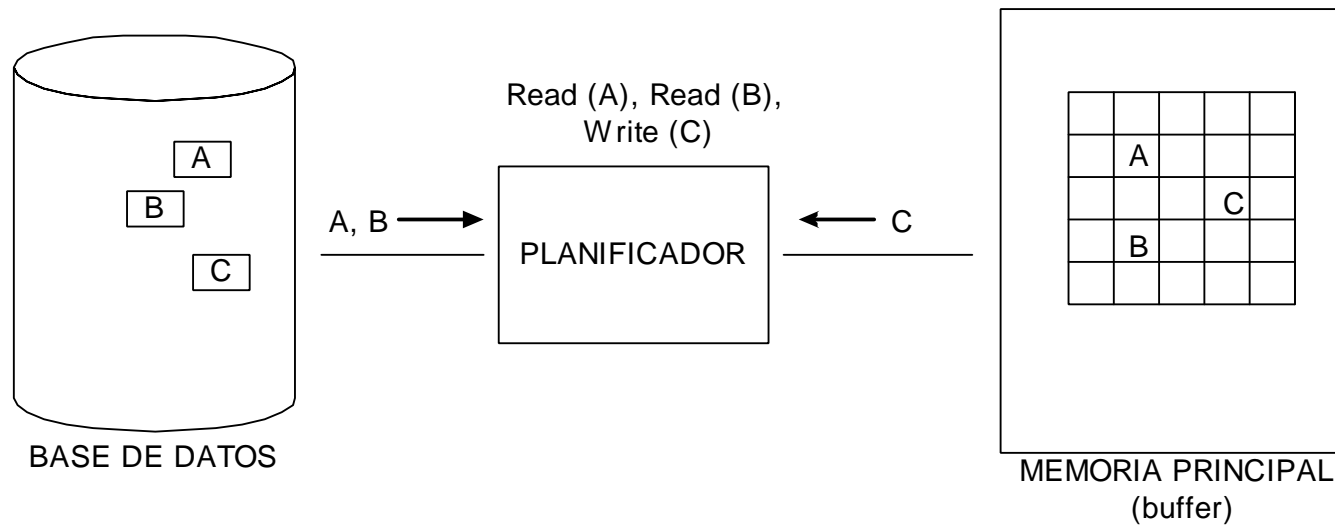 Read (A), Read (B),
Write (C)
A
B
C
A, B
PLANIFICADOR
C
A
C
B
BASE DE DATOS
MEMORIA PRINCIPAL
(buffer)